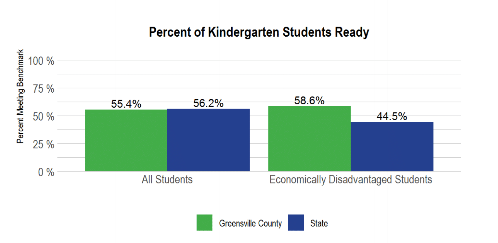 Percent of Kindergarten Students Ready
Percent Meeting Benchmark
100 %
75 %
50 %
25 %
0 %
55.4%
56.2%
58.6%
44.5%
All Students
Economically Disadvantaged Students
Greensville County
State